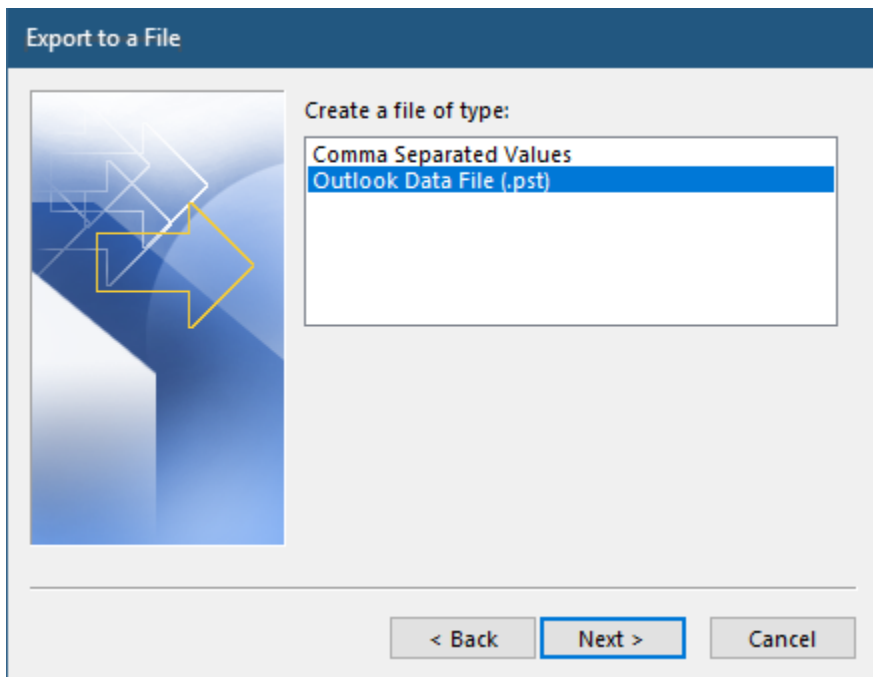 Export to a File
Create a file of type:
Comma Separated Values
Outlook Data File (.pst)
< Back
Next >
Cancel